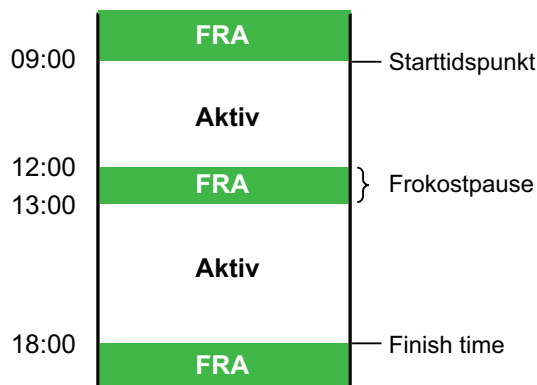 FRA
09:00
Starttidspunkt
Aktiv
12:00
FRA
Frokostpause
13:00
Aktiv
18:00
Finish time
FRA